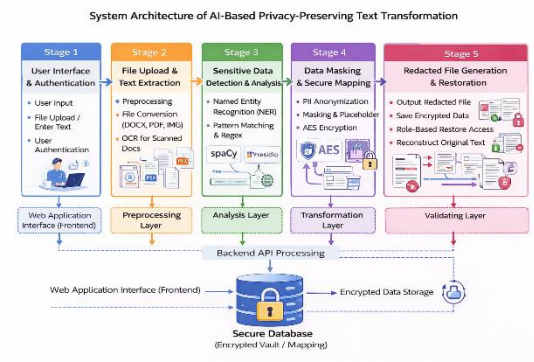 System Architecture of AI-Based Privacy-Preserving Text Transformation
Stage 1
User Interface
& Authentication
• User Input
• File Upload /
Enter Text
• User
Authentication
Web Application
Interface (Frontend)
Stage 2
File Upload &
Text Extraction
• Preprocessing
• File Conversion
(DOCX, PDF, IMG)
• OCR for Scanned
Docs
Preprocessing
Layer
Stage 3
Sensitive Data
Detection & Analysis
• Named Entity
Recognition (NER)
• Pattern Matching
& Regex
spaCy
Presidio
Analysis Layer
Stage 4
Data Masking
& Secure Mapping
• PII Anonymization
• Masking & Placeholder
• AES Encryption
AES
Transformation
Layer
Stage 5
Redacted File Generation
& Restoration
• Output Redacted File
• Save Encrypted Data
• Role-Based Restore Access
• Reconstruct Original Text
Validating Layer
Backend API Processing
Web Application Interface (Frontend)
Encrypted Data Storage
Secure Database
(Encrypted Vault / Mapping)